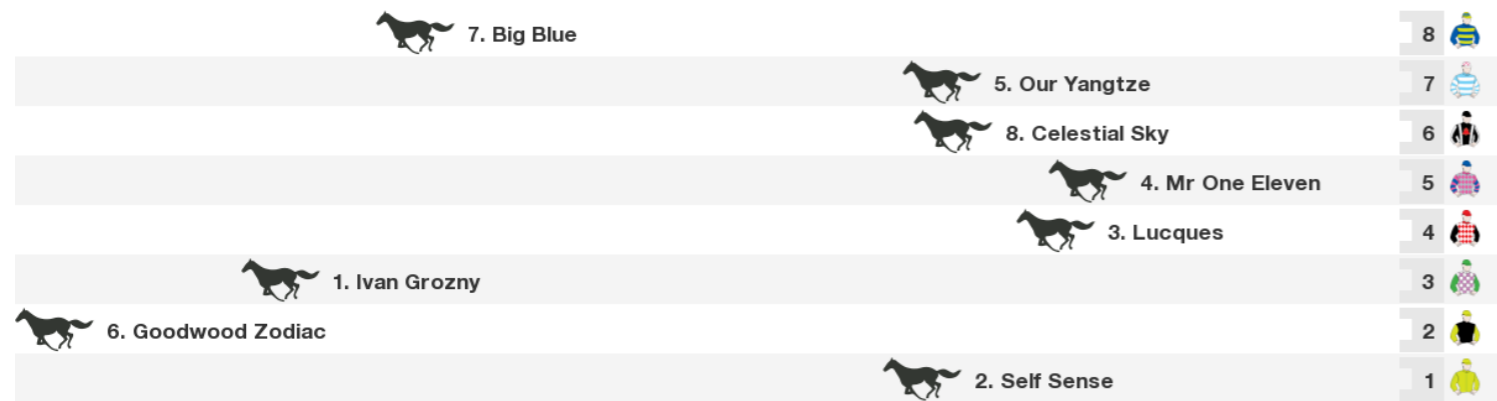 7. Big Blue 8
5. Our Yangtze 7
8. Celestial Sky 6
4. Mr One Eleven 5
3. Lucques 4
1. Ivan Grozny 3
6. Goodwood Zodiac 2
2. Self Sense 1